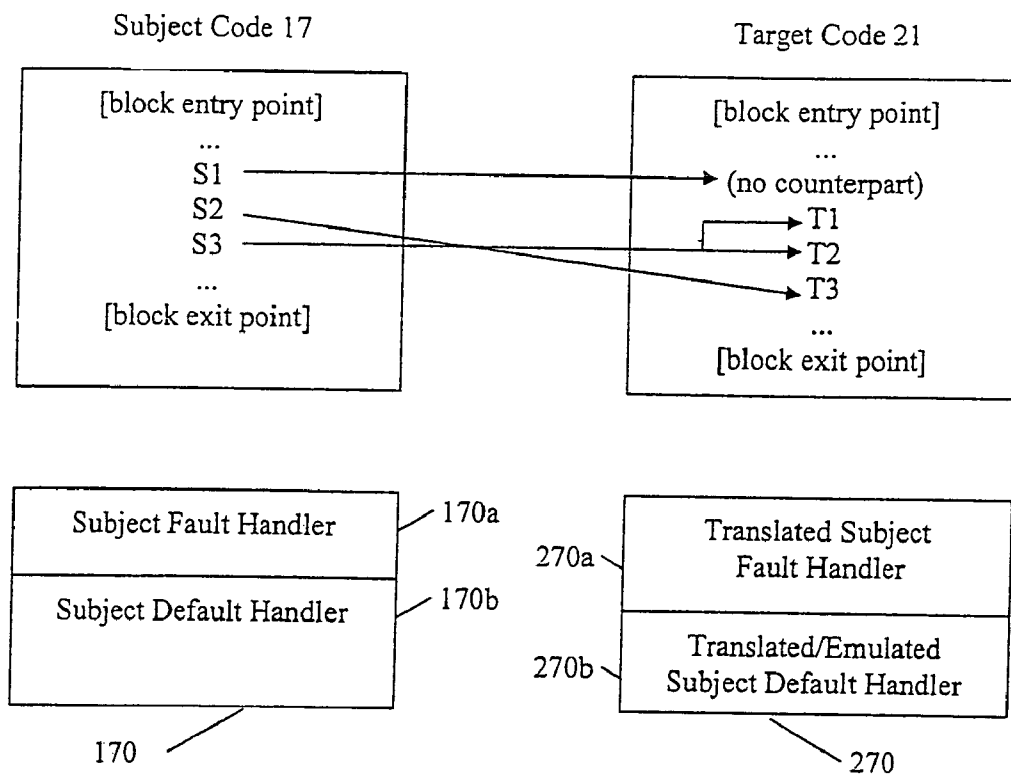 Subject Code 17
[block entry point]
...
S1
S2
S3
...
[block exit point]
Target Code 21
[block entry point]
...
(no counterpart)
T1
T2
T3
...
[block exit point]
Subject Fault Handler
170a
Subject Default Handler
170b
170
270a
Translated Subject
Fault Handler
270b
Translated/Emulated
Subject Default Handler
270